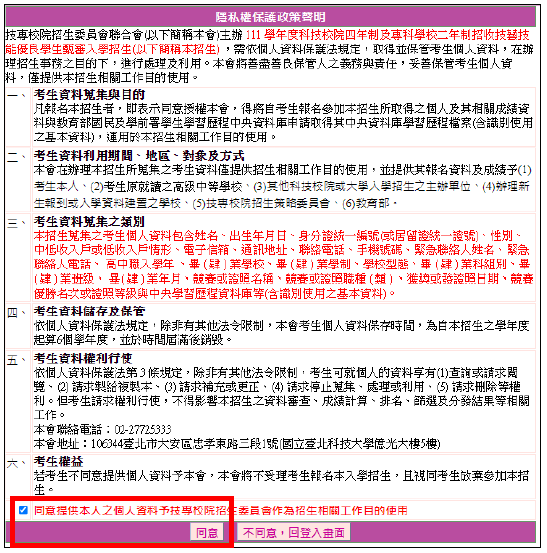 隱私權保護政策聲明
技專校院招生委員會聯合會(以下簡稱本會)主辦 111 學年度科技校院四年制及專科學校二年制招收技藝技
能優良學生甄審入學招生(以下簡稱本招生)，需依個人資料保護法規定，取得並保管考生個人資料，在辦
理招生事務之目的下，進行處理及利用。本會將善盡善良保管人之義務與責任，妥善保管考生個人資
料，僅提供本招生相關工作目的使用。
一、 考生資料蒐集與目的
凡報名本招生者，即表示同意授權本會，得將自考生報名參加本招生所取得之個人及其相關成績資
料與教育部國民及學前署學生學習歷程中央資料庫申請取得其中央資料庫學習歷程檔案(含識別使用
之基本資料)，運用於本招生相關工作目的使用。
二、 考生資料利用期間、地區、對象及方式
本會在辦理本招生所蒐集之考生資料僅提供招生相關工作目的使用，並提供其報名資料及成績予(1)
考生本人、(2)考生原就讀之高級中等學校、(3)其他科技校院或大學入學招生之主辦單位、(4)辦理新
生報到或入學資料建置之學校、(5)技專校院招生策略委員會、(6)教育部。
三、 考生資料蒐集之類別
本招生蒐集之考生個人資料包含姓名、出生年月日、身分證統一編號(或居留證統一證號)、性別、
中低收入戶或低收入戶情形、電子信箱、通訊地址、聯絡電話、手機號碼、緊急聯絡人姓名、緊急
聯絡人電話、高中職入學年、畢(肄)業學校、畢(肄)業學制、學校型態、畢(肄)業科組別、畢
(肄)業班級、畢(肄)業年月、競賽或證照名稱、競賽或證照職種(類)、獲獎或發證照日期、競賽
優勝名次或證照等級與中央學習歷程資料庫等(含識別使用之基本資料)。
四、 考生資料儲存及保管
依個人資料保護法規定，除非有其他法令限制，本會考生個人資料保存時間，為自本招生之學年度
起算6個學年度，並於時間屆滿後銷毀。
五、 考生資料權利行使
依個人資料保護法第 3 條規定，除非有其他法令限制，考生可就個人的資料享有(1)查詢或請求閱
覽、(2) 請求製給複製本、(3) 請求補充或更正、(4) 請求停止蒐集、處理或利用、(5) 請求刪除等權
利。但考生請求權利行使，不得影響本招生之資料審查、成績計算、排名、篩選及分發結果等相關
工作。
本會聯絡電話：02-27725333
本會地址：106344臺北市大安區忠孝東路三段1號(國立臺北科技大學億光大樓5樓)
六、 考生權益
若考生不同意提供個人資料予本會，本會將不受理考生報名本入學招生，且視同考生放棄參加本招
生。
同意提供本人之個人資料予技專校院招生委員會作為招生相關工作目的使用
同意 不同意，回登入畫面